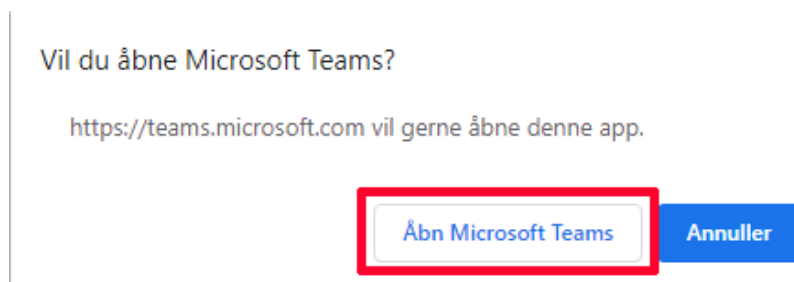 Vil du åbne Microsoft Teams?
https://teams.microsoft.com vil gerne åbne denne app.
Åbn Microsoft Teams Annuller